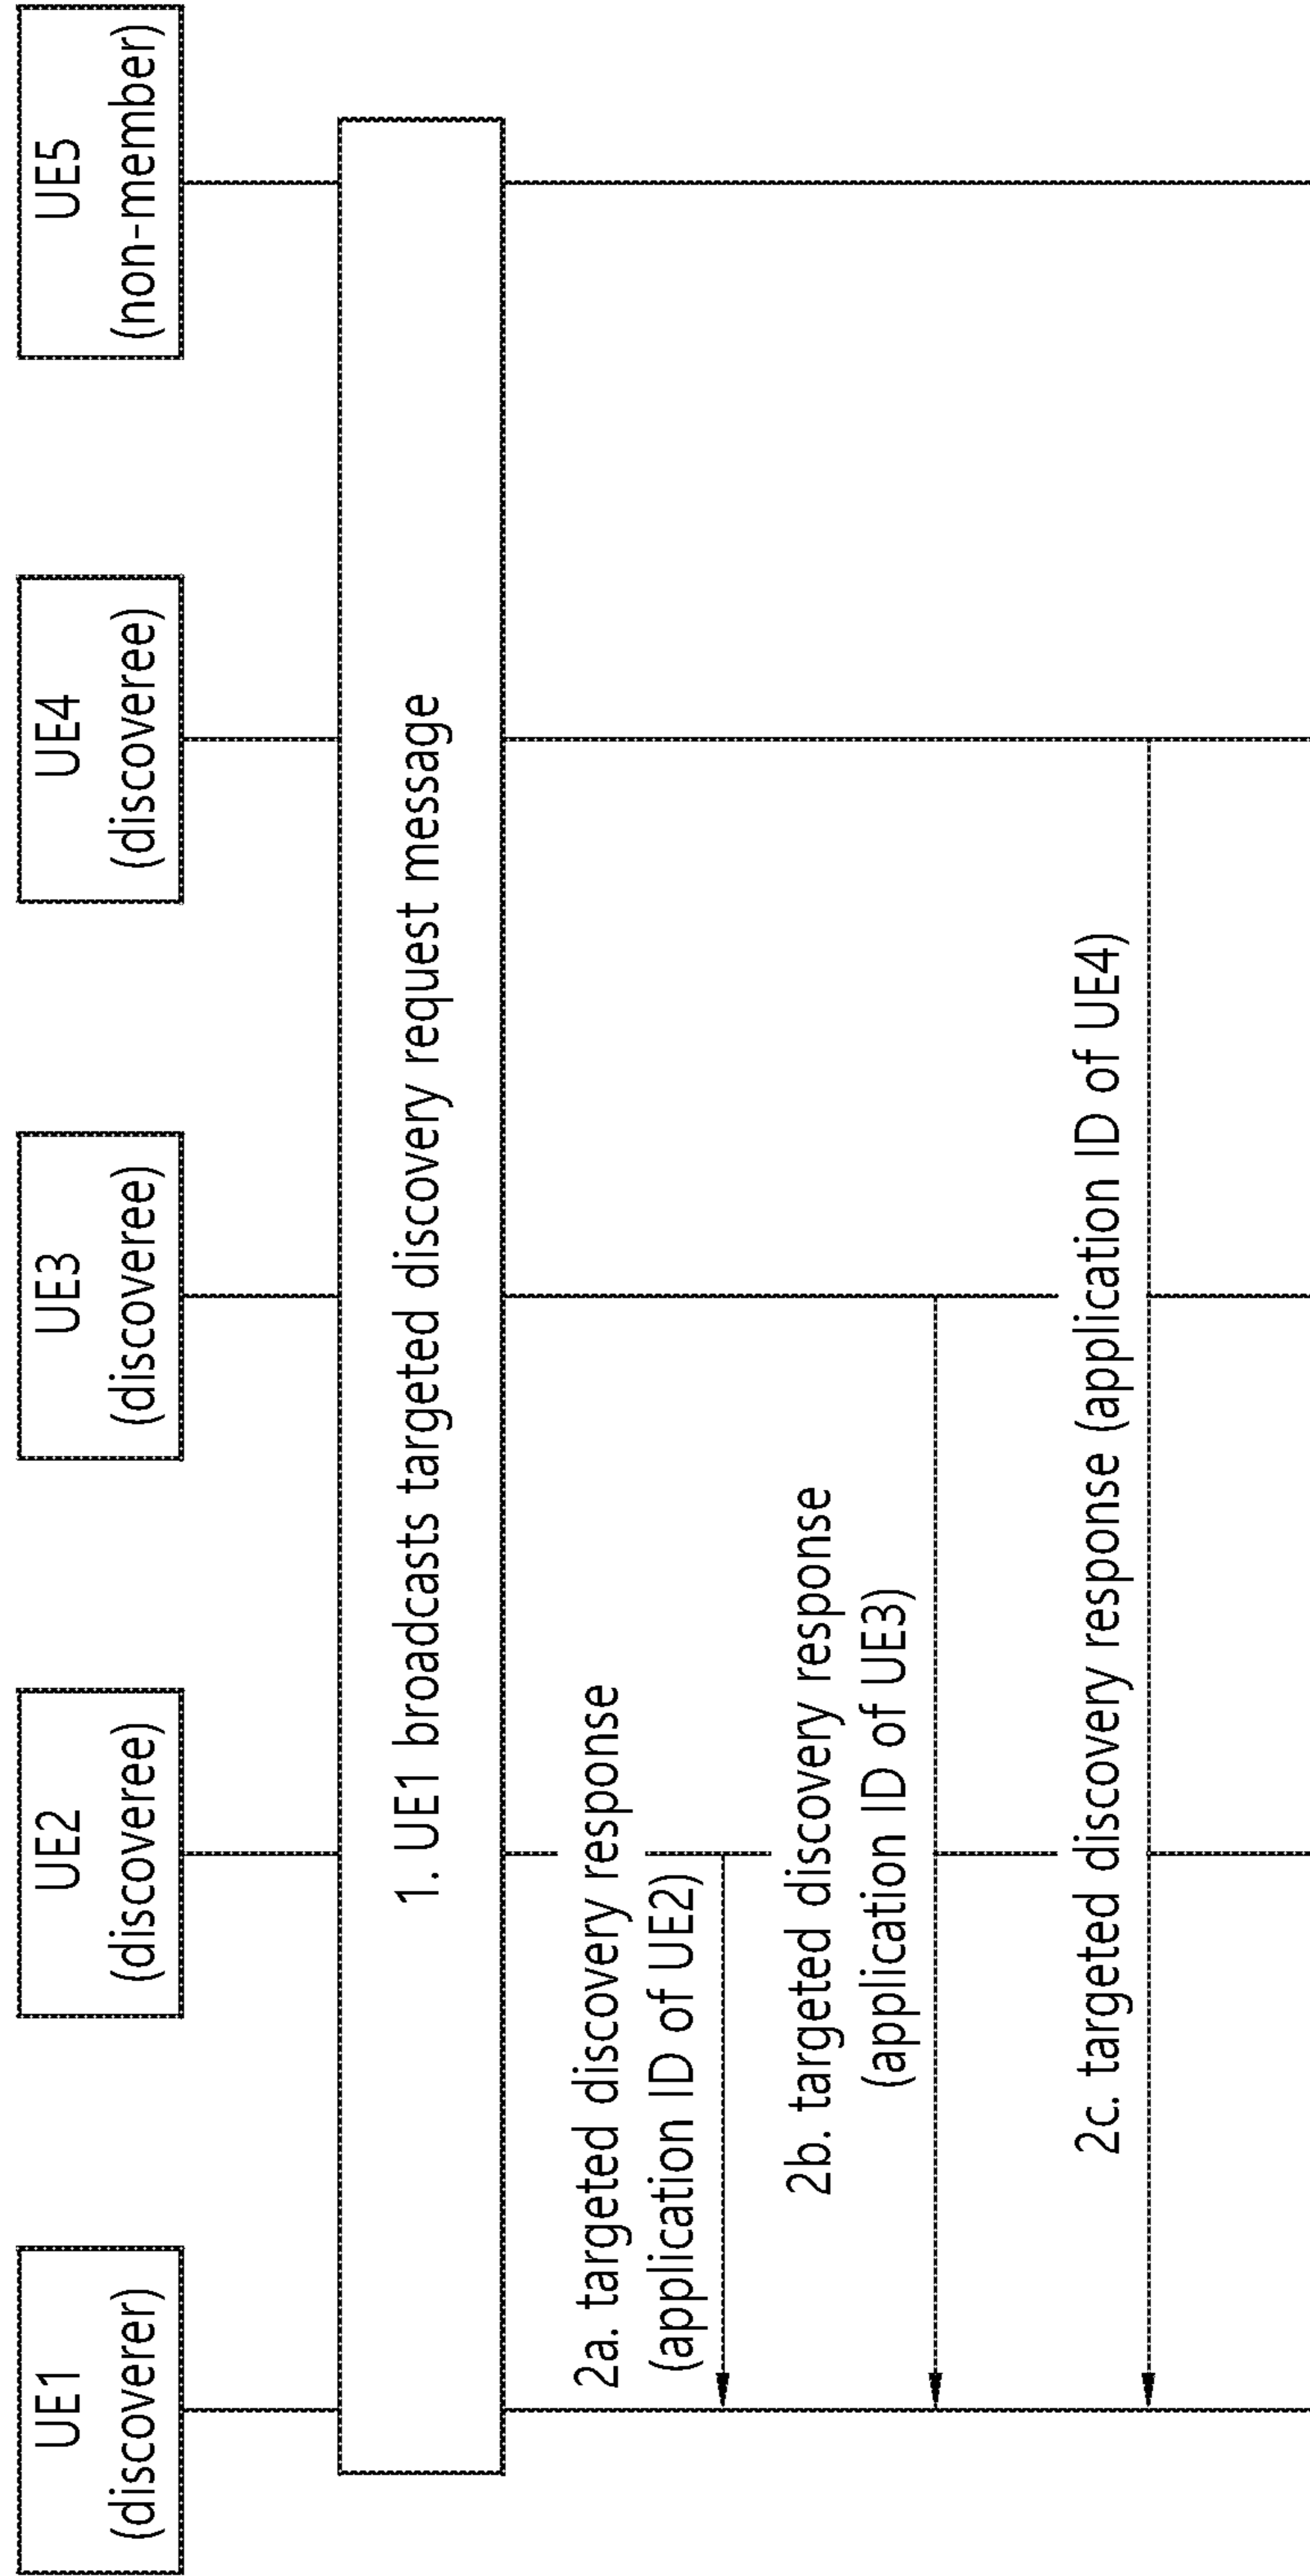 UE1
(discoverer)
UE2
(discoveree)
UE3
(discoveree)
UE4
(discoveree)
UE5
(non-member)
1. UE1 broadcasts targeted discovery request message
2a. targeted discovery response
(application ID of UE2)
2b. targeted discovery response
(application ID of UE3)
2c. targeted discovery response (application ID of UE4)